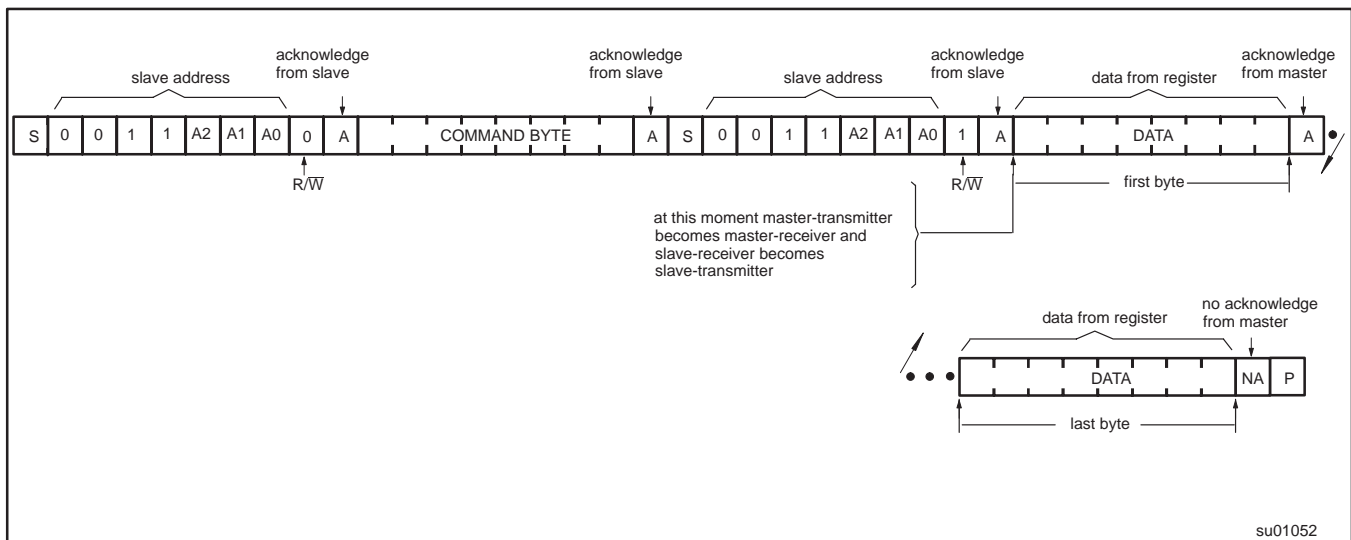 acknowledge
from slave
acknowledge
from slave
acknowledge
from slave
acknowledge
from master
slave address
slave address
data from register
S 0 0 1 1 A2 A1 A0 0 A COMMAND BYTE A S 0 0 1 1 A2 A1 A0 1 A DATA A
R/W̅
R/W̅
first byte
at this moment master-transmitter
becomes master-receiver and
slave-receiver becomes
slave-transmitter
data from register
no acknowledge
from master
DATA NA P
last byte
su01052